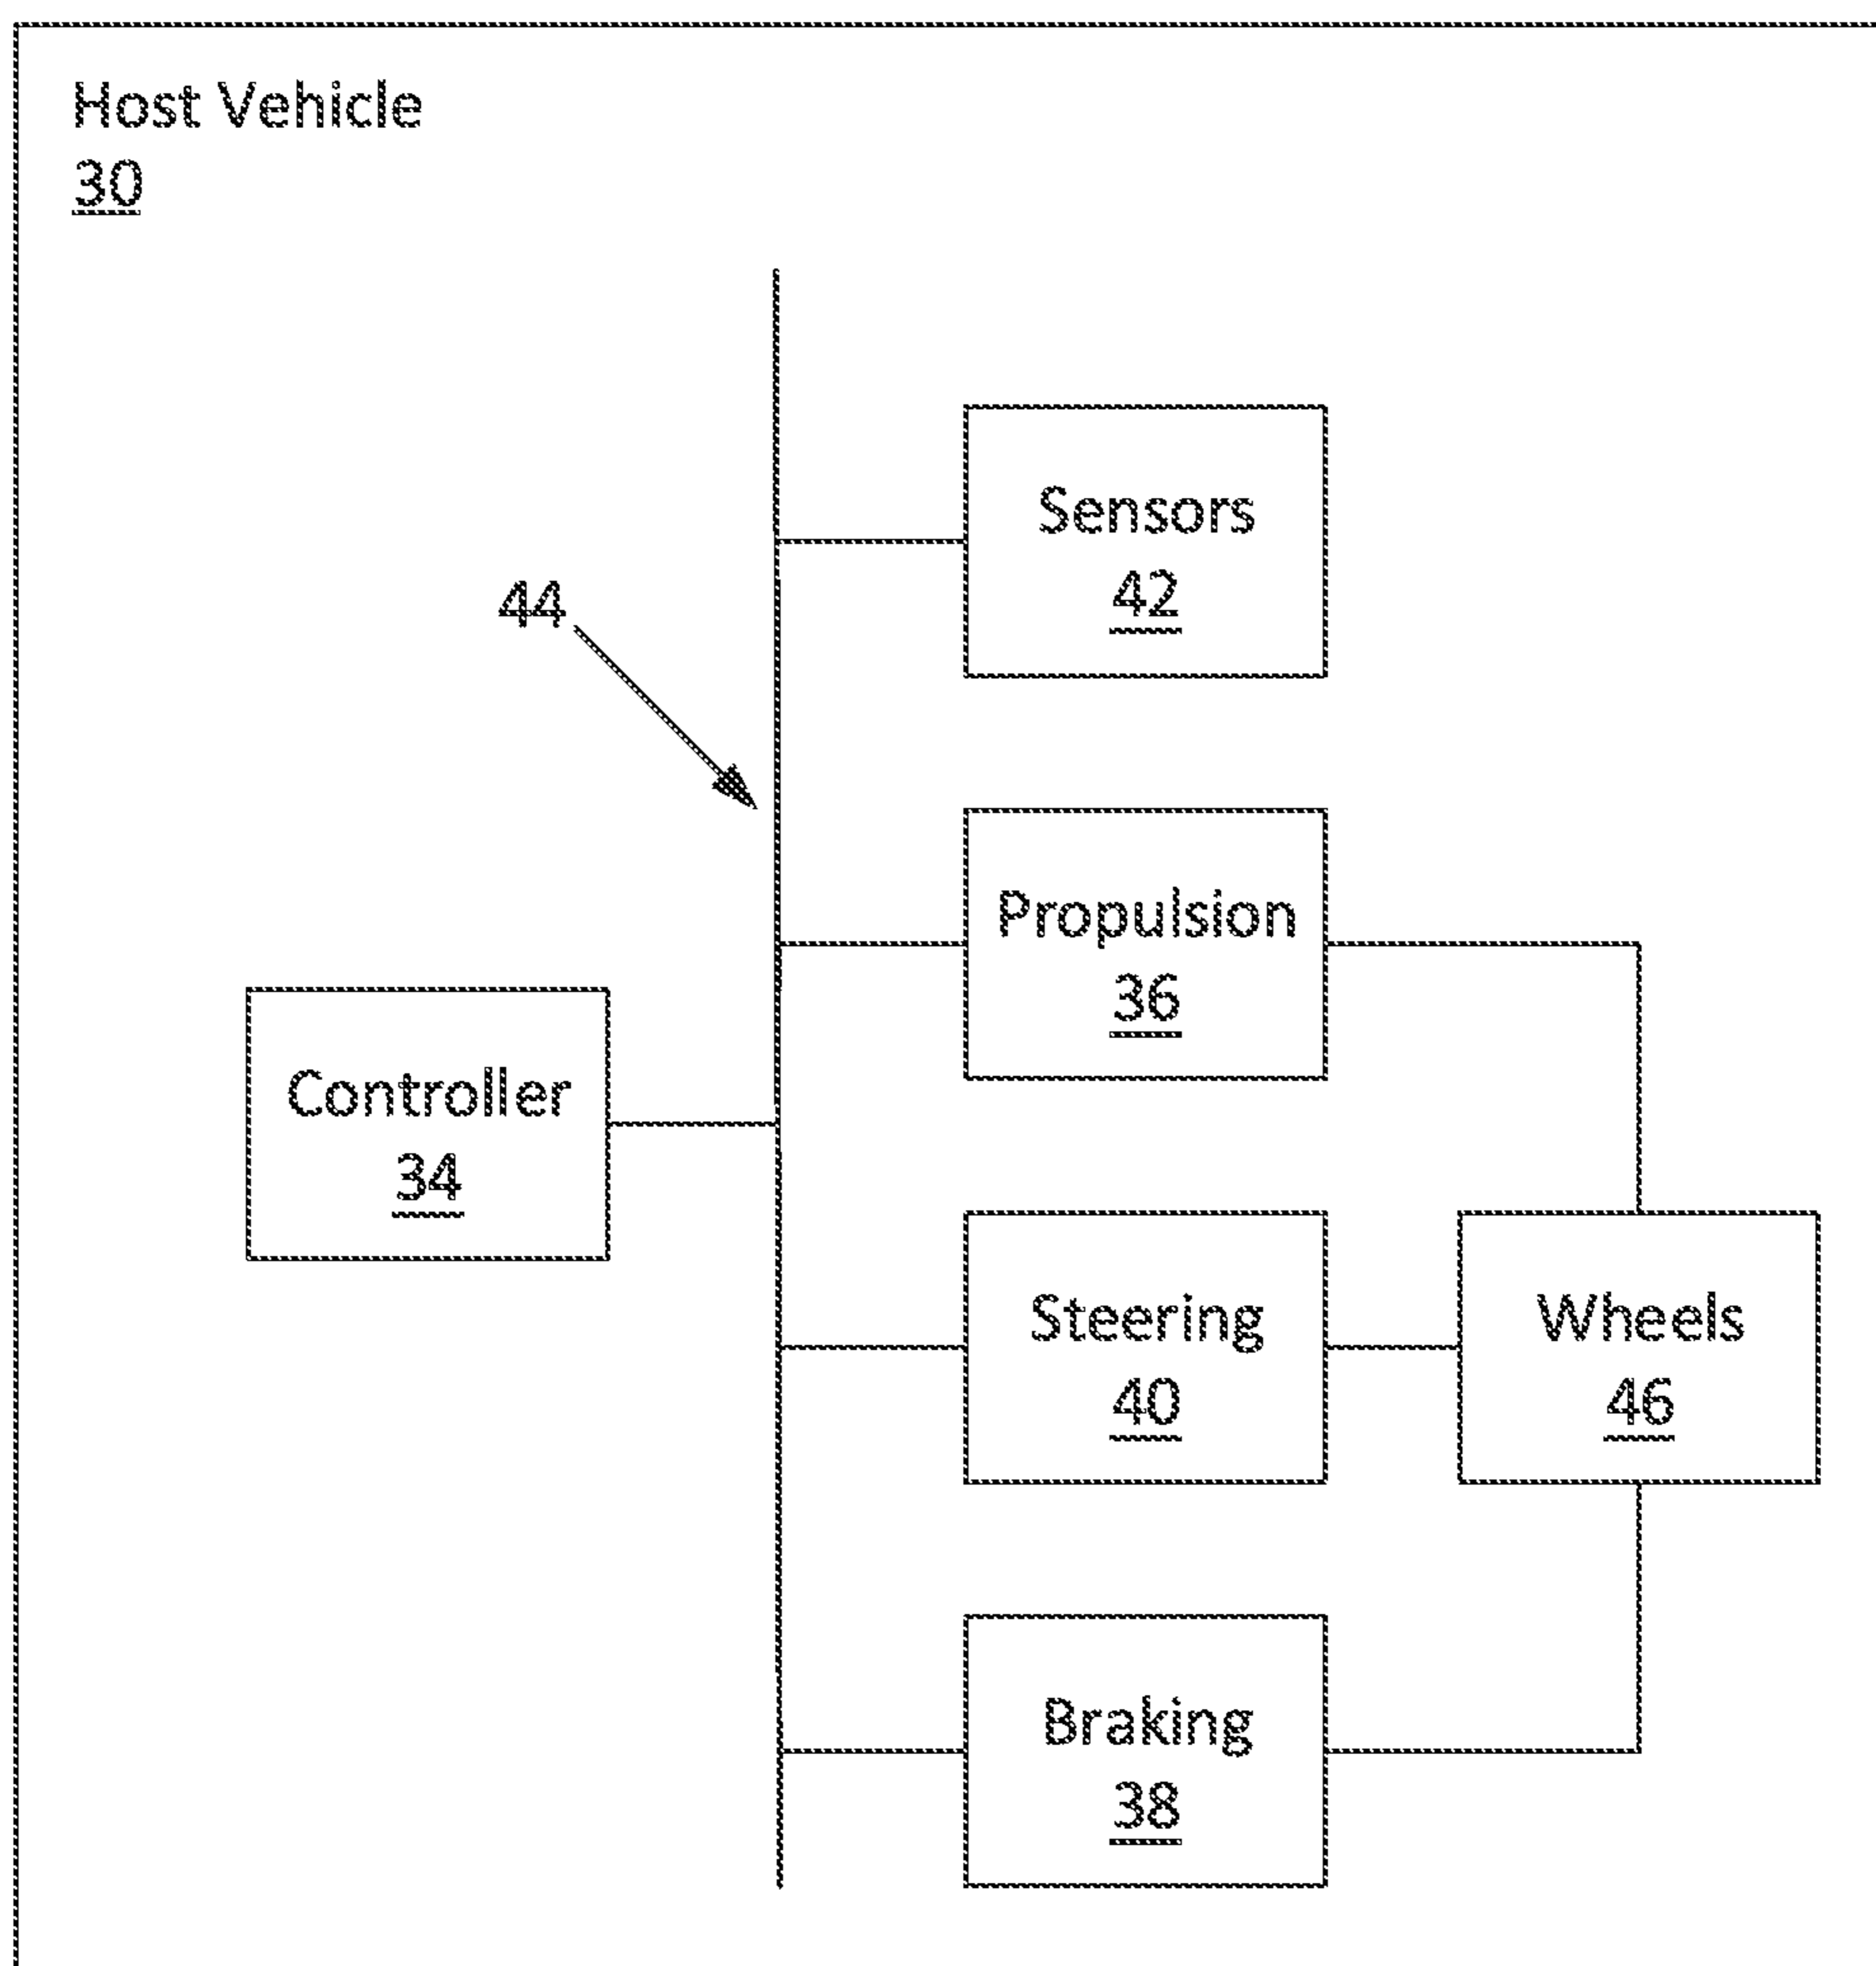 Host Vehicle
30
Sensors
42
44
Propulsion
36
Controller
34
Steering
40
Wheels
46
Braking
38